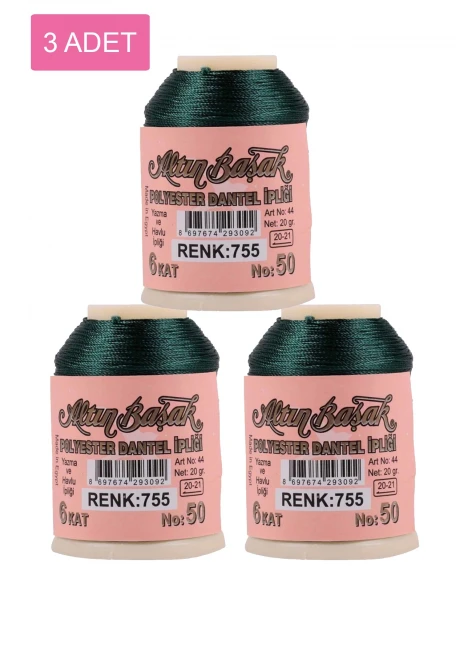 3 ADET
Altın Başak
POLYESTER DANTEL İPLİĞİ
Made in Egypt
Yazma
ve
Havlu
İpliği
Art No: 44
Net: 20 gr.
8 697674 293092
20-21
RENK:755
6 KAT
No: 50
Altın Başak
POLYESTER DANTEL İPLİĞİ
Made in Egypt
Yazma
ve
Havlu
İpliği
Art No: 44
Net: 20 gr.
8 697674 293092
20-21
RENK:755
6 KAT
No: 50
Altın Başak
POLYESTER DANTEL İPLİĞİ
Made in Egypt
Yazma
ve
Havlu
İpliği
Art No: 44
Net: 20 gr.
8 697674 293092
20-21
RENK:755
6 KAT
No: 50